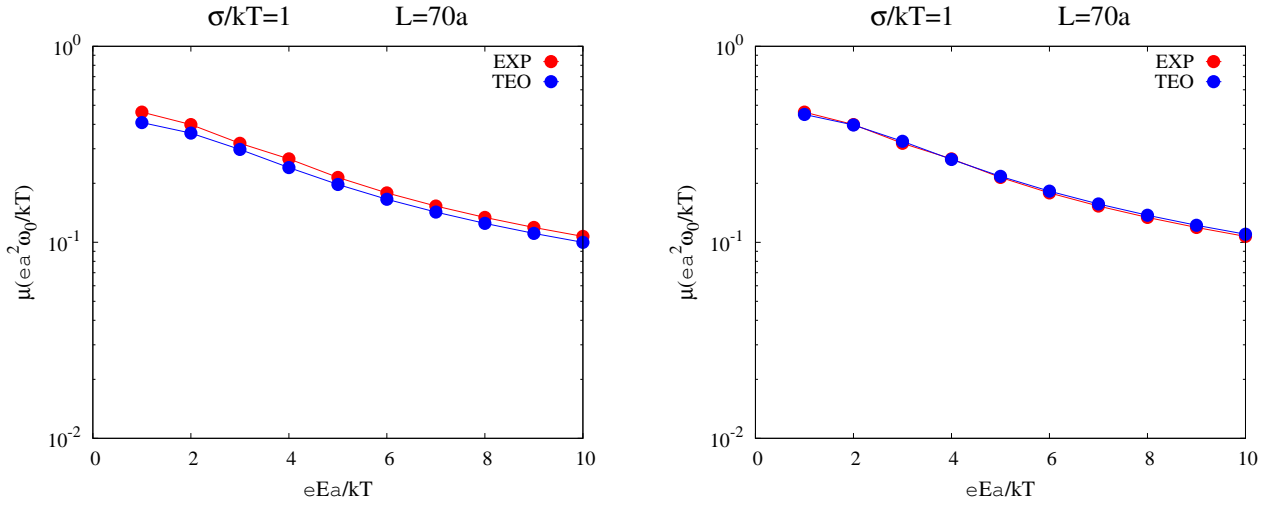 σ/kT=1 L=70a
10⁰
EXP
TEO
10⁻¹
10⁻²
μ(ea²ω₀/kT)
0 2 4 6 8 10
eEa/kT
σ/kT=1 L=70a
10⁰
EXP
TEO
10⁻¹
10⁻²
μ(ea²ω₀/kT)
0 2 4 6 8 10
eEa/kT